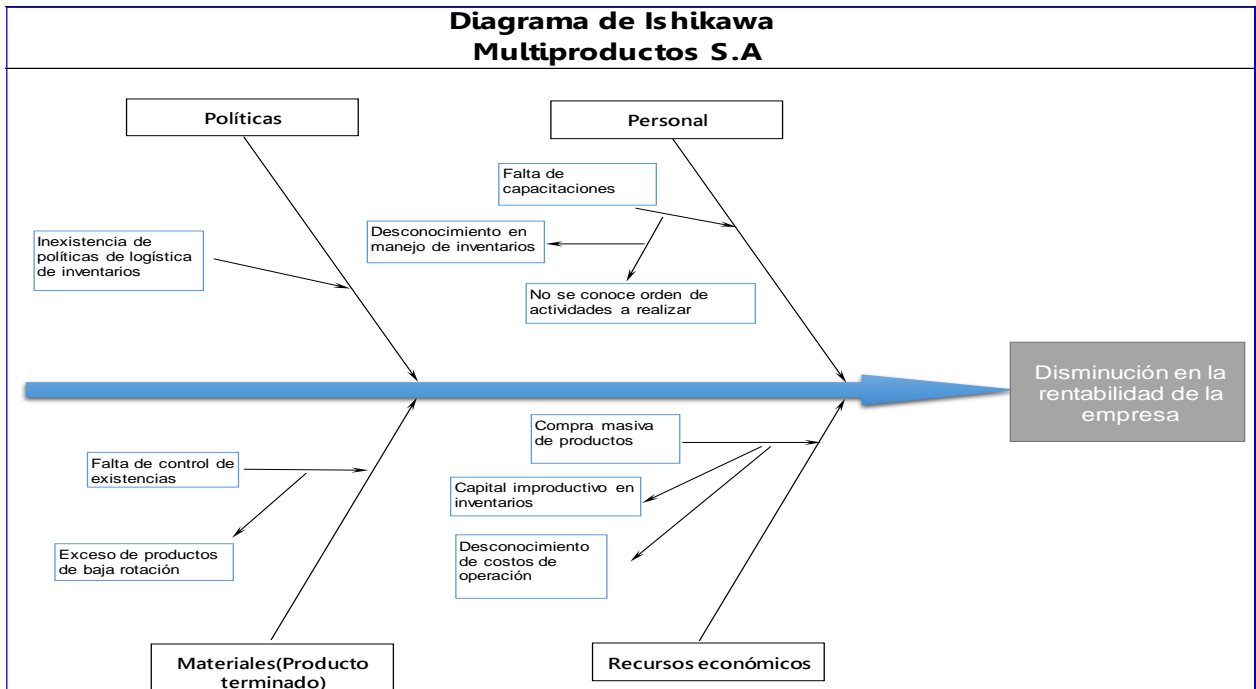 Diagrama de Ishikawa
Multiproductos S.A
Políticas
Personal
Falta de
capacitaciones
Desconocimiento en
manejo de inventarios
Inexistencia de
políticas de logística
de inventarios
No se conoce orden de
actividades a realizar
Disminución en la
rentabilidad de la
empresa
Compra masiva
de productos
Falta de control de
existencias
Capital improductivo en
inventarios
Exceso de productos
de baja rotación
Desconocimiento
de costos de
operación
Materiales(Producto
terminado)
Recursos económicos